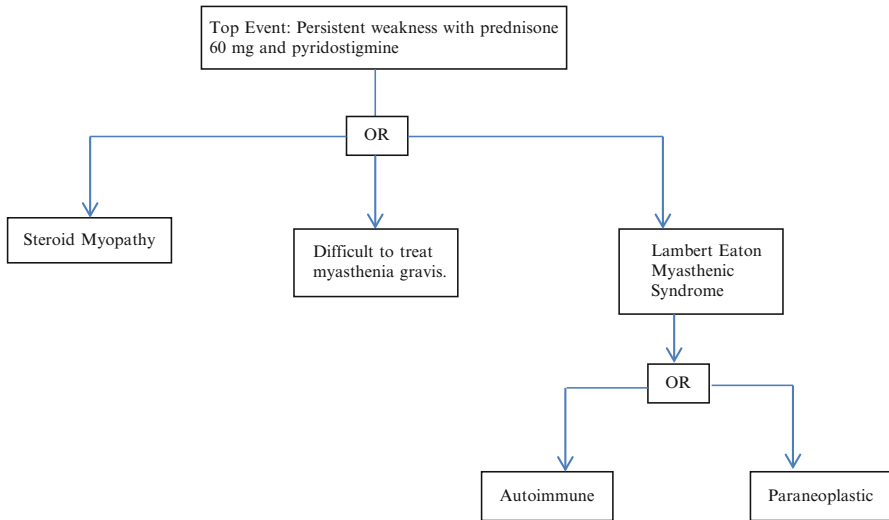 Top Event: Persistent weakness with prednisone
60 mg and pyridostigmine
OR
Steroid Myopathy
Difficult to treat
myasthenia gravis.
Lambert Eaton
Myasthenic
Syndrome
OR
Autoimmune
Paraneoplastic